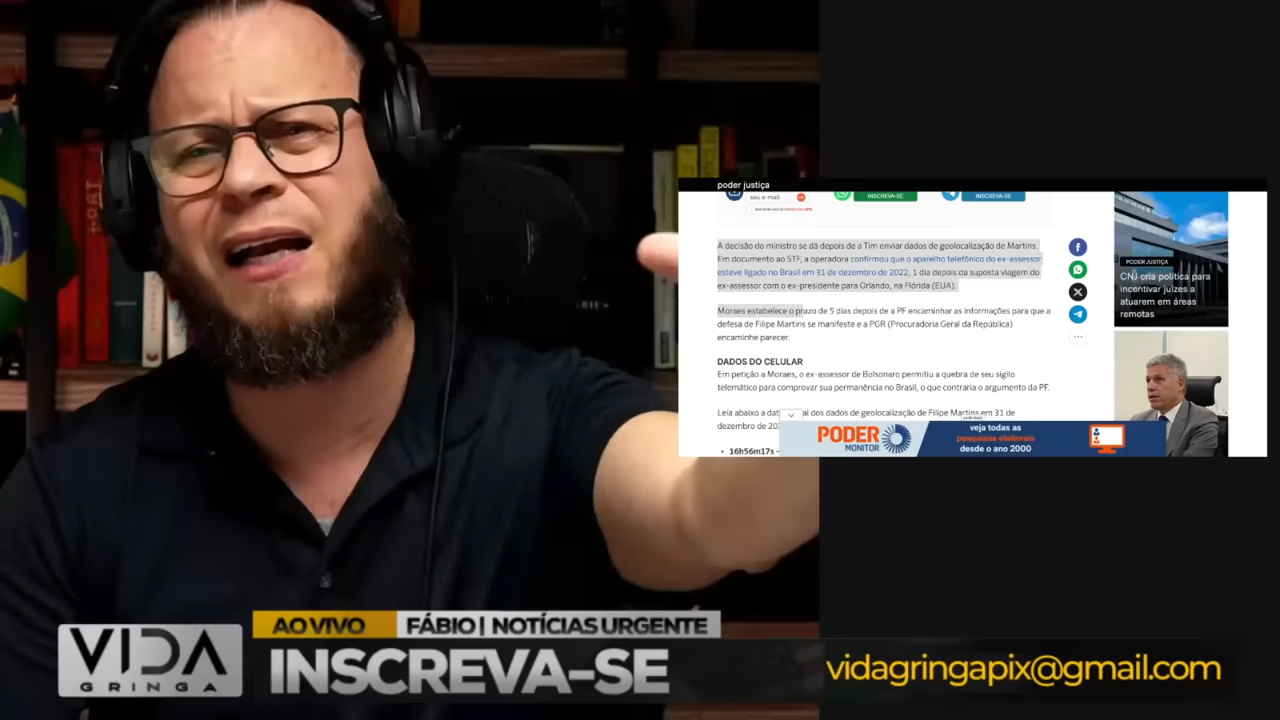 poder justiça
seu e-mail
INSCREVA-SE
INSCREVA-SE
A decisão do ministro se dá depois de a Tim enviar dados de geolocalização de Martins.
Em documento ao STF, a operadora confirmou que o aparelho telefônico do ex-assessor
esteve ligado no Brasil em 31 de dezembro de 2022, 1 dia depois da suposta viagem do
ex-assessor com o ex-presidente para Orlando, na Flórida (EUA).
Moraes estabelece o prazo de 5 dias depois de a PF encaminhar as informações para que a
defesa de Filipe Martins se manifeste e a PGR (Procuradoria Geral da República)
encaminhe parecer.
DADOS DO CELULAR
Em petição a Moraes, o ex-assessor de Bolsonaro permitiu a quebra de seu sigilo
telemático para comprovar sua permanência no Brasil, o que contraria o argumento da PF.
Leia abaixo a dat al dos dados de geolocalização de Filipe Martins em 31 de
dezembro de 202
• 16h56m17s –
PODER JUSTIÇA
CNJ cria política para
incentivar juízes a
atuarem em áreas
remotas
PODER
MONITOR
veja todas as
pesquisas eleitorais
desde o ano 2000
VIDA
GRINGA
AO VIVO
FÁBIO | NOTÍCIAS URGENTE
INSCREVA-SE
vidagringapix@gmail.com